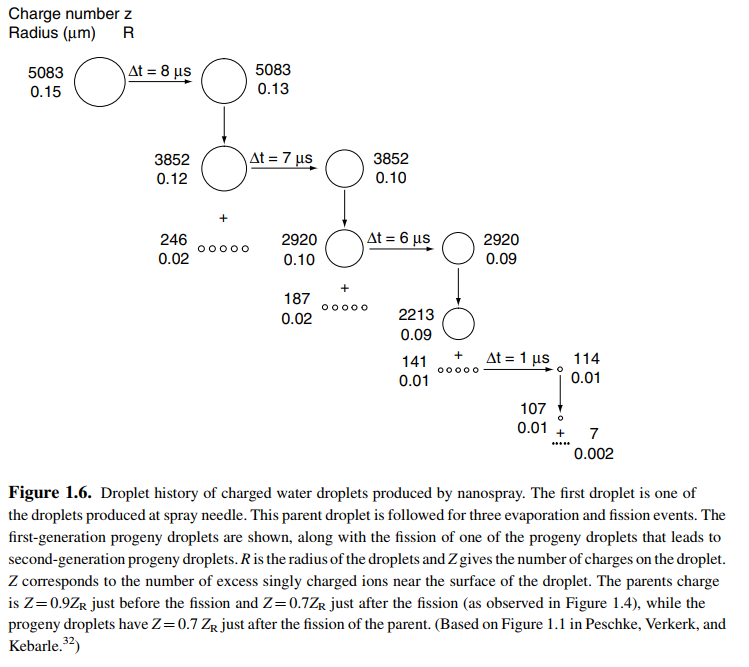 Charge number z
Radius (μm) R
5083 Δt = 8 μs 5083
0.15 0.13
3852 Δt = 7 μs 3852
0.12 0.10
+
246 2920 Δt = 6 μs 2920
0.02 0.10 0.09
+
187
0.02
2213
0.09
141 + Δt = 1 μs 114
0.01 0.01
107
0.01 + 7
0.002
Figure 1.6. Droplet history of charged water droplets produced by nanospray. The first droplet is one of
the droplets produced at spray needle. This parent droplet is followed for three evaporation and fission events. The
first-generation progeny droplets are shown, along with the fission of one of the progeny droplets that leads to
second-generation progeny droplets. R is the radius of the droplets and Z gives the number of charges on the droplet.
Z corresponds to the number of excess singly charged ions near the surface of the droplet. The parents charge
is Z=0.9ZR just before the fission and Z=0.7ZR just after the fission (as observed in Figure 1.4), while the
progeny droplets have Z=0.7 ZR just after the fission of the parent. (Based on Figure 1.1 in Peschke, Verkerk, and
Kebarle.32)